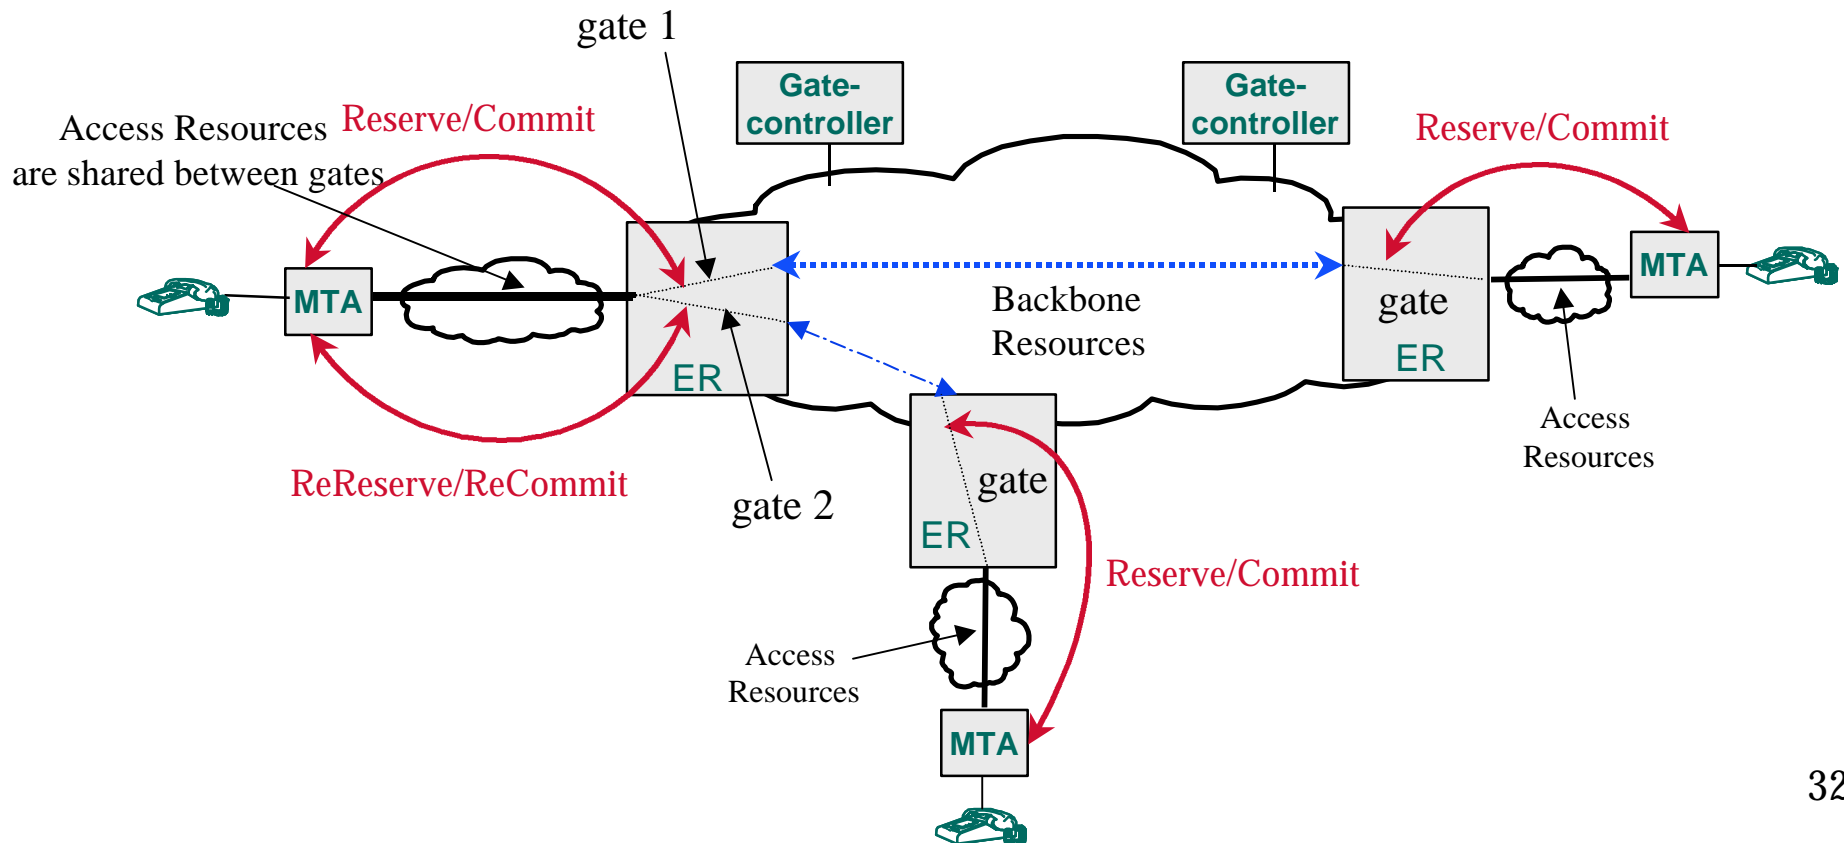 gate 1
Gate-
controller
Gate-
controller
Access Resources
are shared between gates
Reserve/Commit
Reserve/Commit
MTA
MTA
Backbone
Resources
gate
ER
ER
Access
Resources
ReReserve/ReCommit
gate 2
gate
ER
Reserve/Commit
Access
Resources
MTA
32